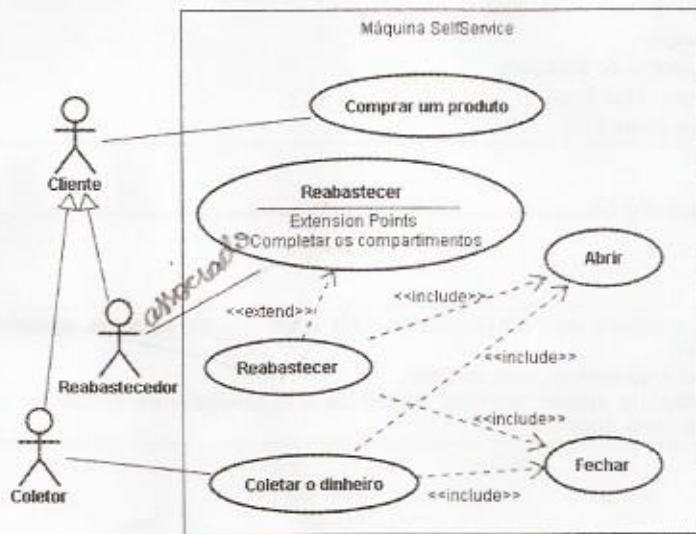 Máquina SelfService
Comprar um produto
Cliente
Reabastecer
Extension Points
Completar os compartimentos
associado
Abrir
<<extend>>
<<include>>
Reabastecedor
Reabastecer
<<include>>
<<include>>
Coletor
Coletar o dinheiro
Fechar
<<include>>